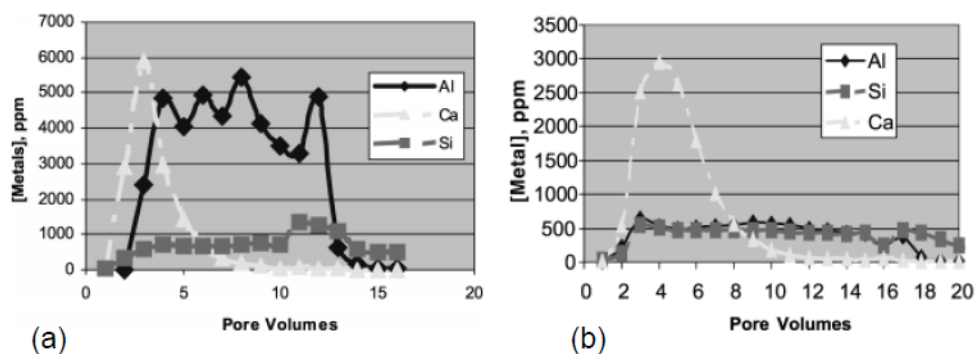 7000
6000
5000
4000
3000
2000
1000
0
[Metals], ppm
Al
Ca
Si
0 5 10 15 20
Pore Volumes
(a)
3500
3000
2500
2000
1500
1000
500
0
[Metal], ppm
Al
Si
Ca
0 2 4 6 8 10 12 14 16 18 20
Pore Volumes
(b)